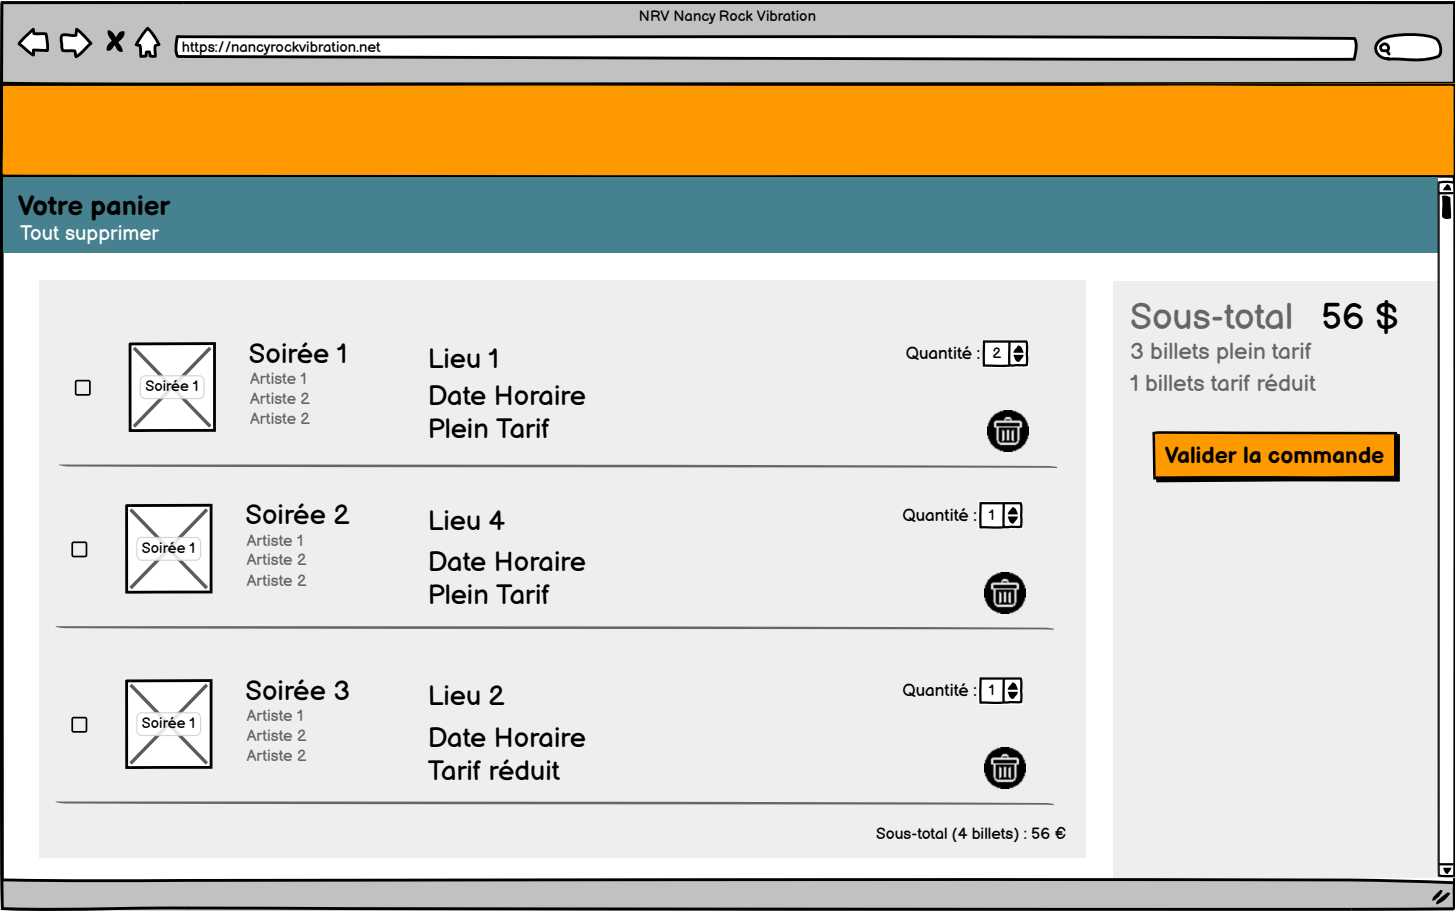 NRV Nancy Rock Vibration
https://nancyrockvibration.net
Votre panier
Tout supprimer
Soirée 1
Soirée 1
Artiste 1
Artiste 2
Artiste 2
Lieu 1
Date Horaire
Plein Tarif
Quantité : 2
Soirée 1
Soirée 2
Artiste 1
Artiste 2
Artiste 2
Lieu 4
Date Horaire
Plein Tarif
Quantité : 1
Soirée 1
Soirée 3
Artiste 1
Artiste 2
Artiste 2
Lieu 2
Date Horaire
Tarif réduit
Quantité : 1
Sous-total (4 billets) : 56 €
Sous-total 56 $
3 billets plein tarif
1 billets tarif réduit
Valider la commande